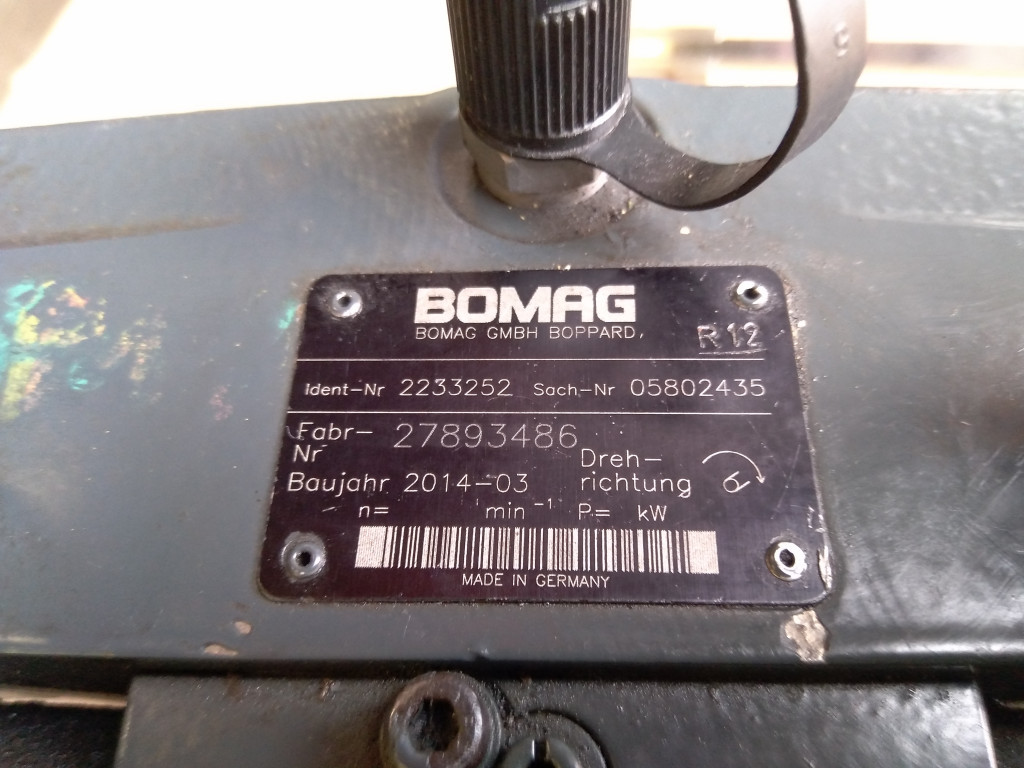 BOMAG
BOMAG GMBH BOPPARD,
R12
Ident-Nr 2233252 Sach.-Nr 05802435
Fabr-Nr 27893486
Baujahr 2014-03 Dreh-richtung
n= min⁻¹ P= kW
MADE IN GERMANY